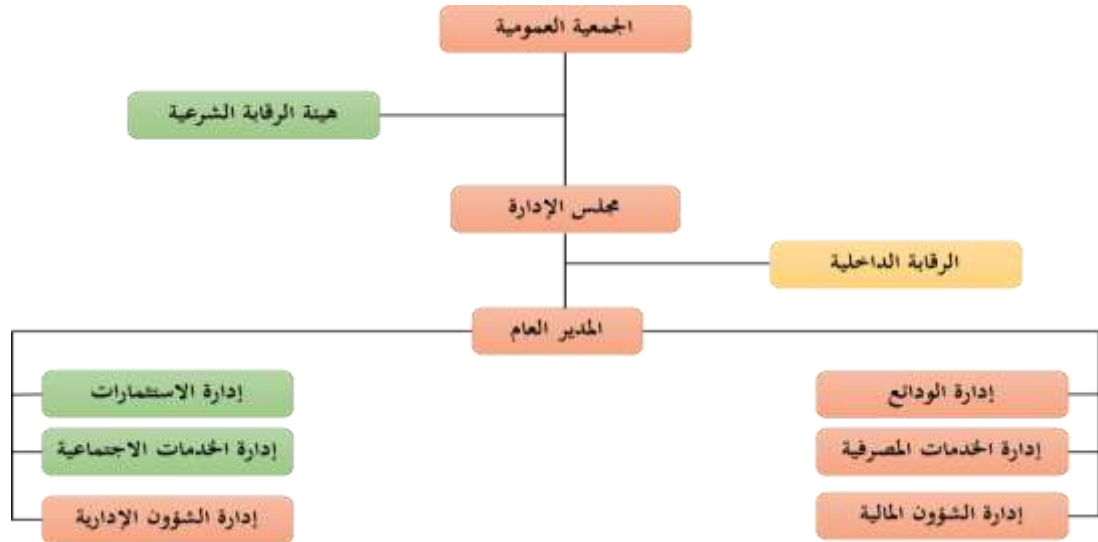 الجمعية العمومية
هيئة الرقابة الشرعية
مجلس الإدارة
الرقابة الداخلية
المدير العام
إدارة الودائع
إدارة الاستثمارات
إدارة الخدمات المصرفية
إدارة الخدمات الاجتماعية
إدارة الشؤون المالية
إدارة الشؤون الإدارية